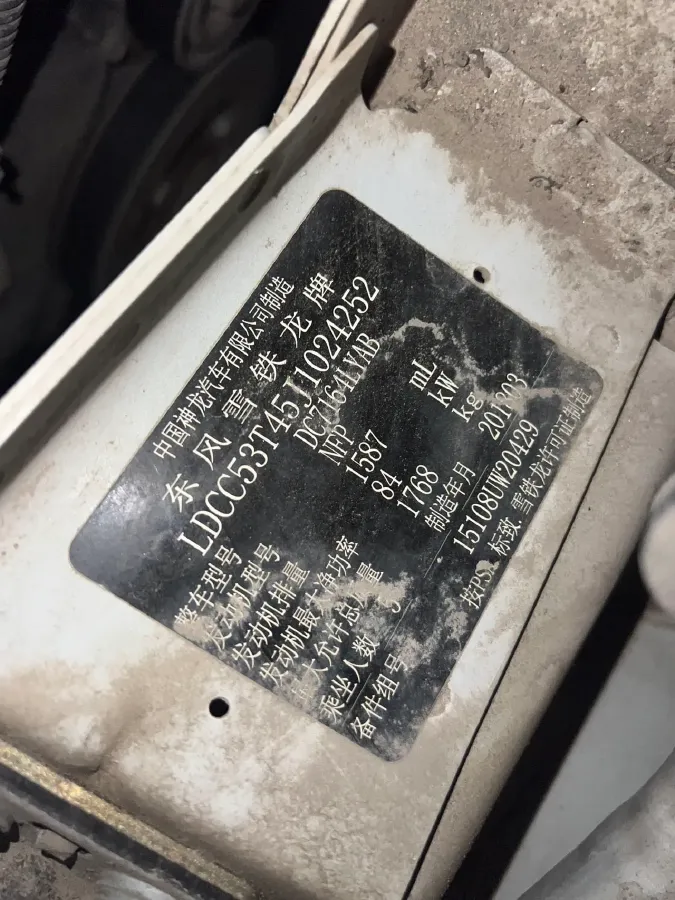 中国神龙汽车有限公司制造
东风雪铁龙牌
LDCC53T45J1024252
整车型号 DC7164LYAB
发动机型号 NFP
发动机排量 1587 mL
发动机最大净功率 84 kW
最大允许总质量 1768 kg
乘坐人数 5 制造年月 201803
备件组号 15108UW20429
按PSA 标致.雪铁龙许可证制造